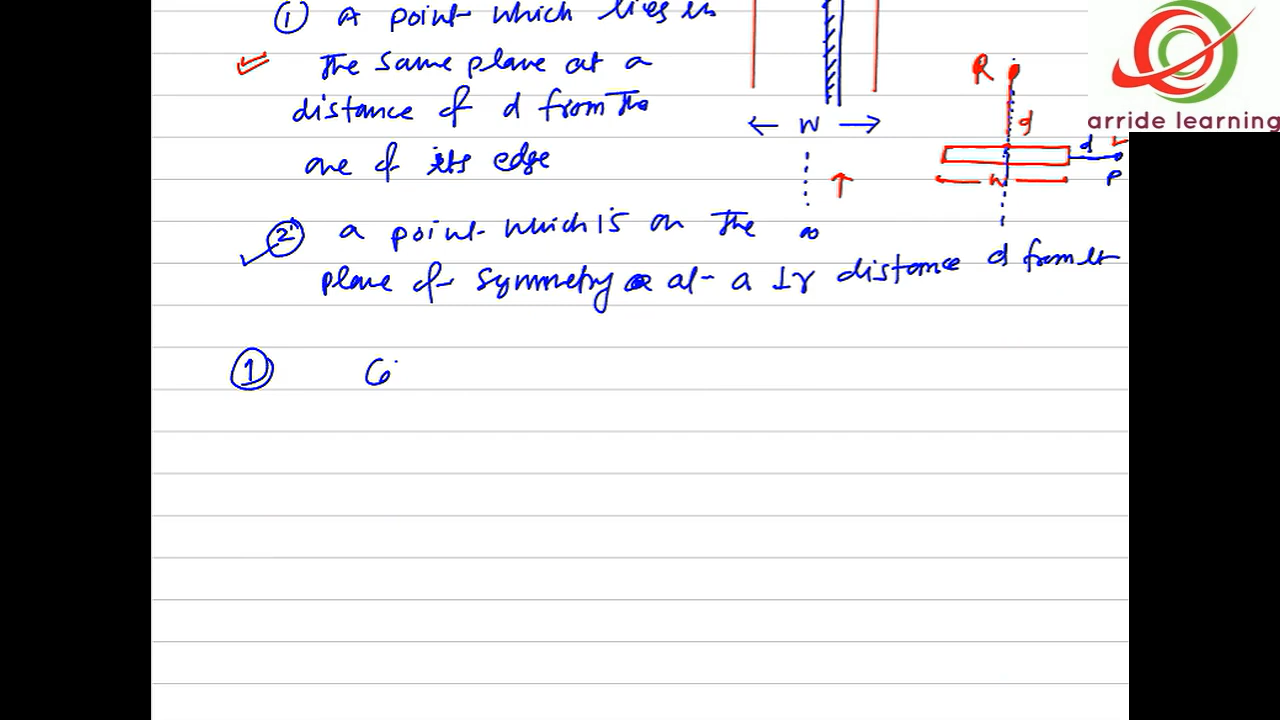 ① A point which lies in
the same plane at a
distance of d from the
one of its edge
← W →
∞
R
d
d
P
W
arride learning
② a point which is on the
plane of symmetry at a ⊥r distance d from it
① Co